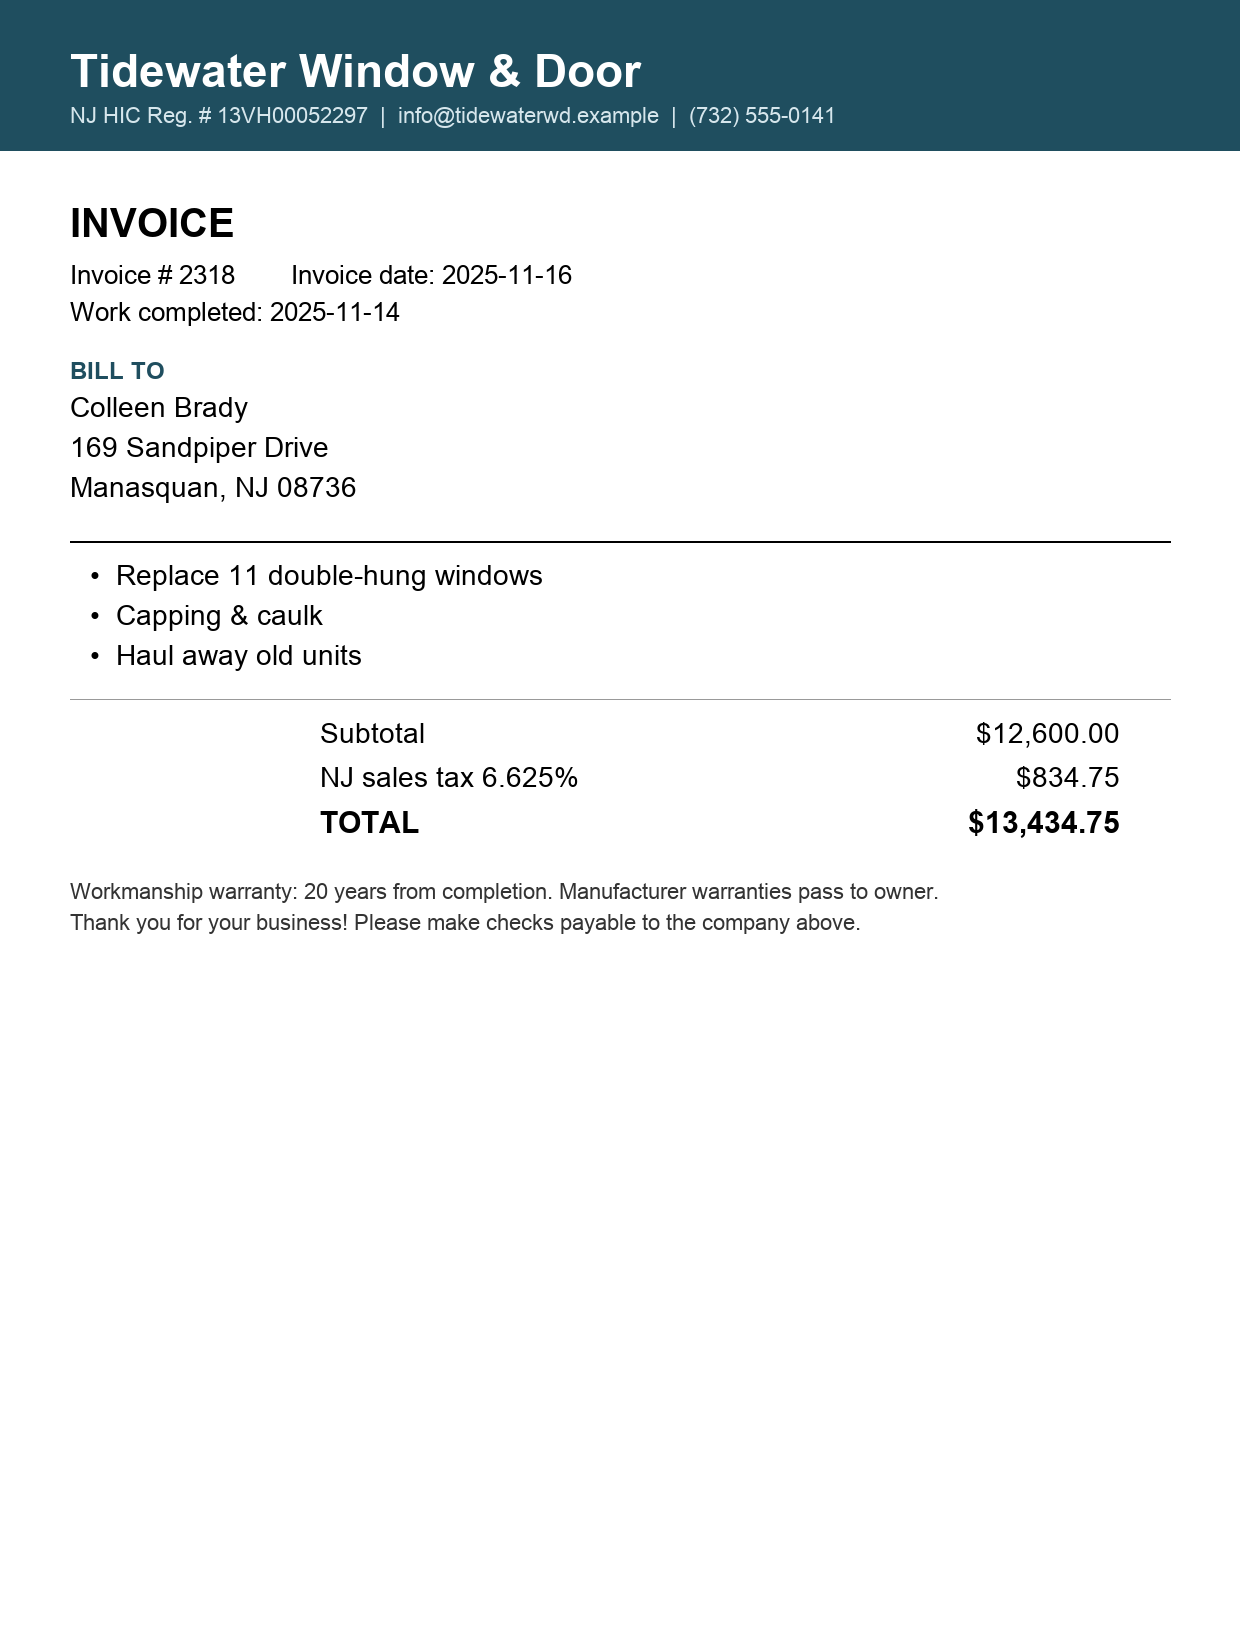 Tidewater Window & Door
NJ HIC Reg. # 13VH00052297 | info@tidewaterwd.example | (732) 555-0141
INVOICE
Invoice # 2318 Invoice date: 2025-11-16
Work completed: 2025-11-14
BILL TO
Colleen Brady
169 Sandpiper Drive
Manasquan, NJ 08736
• Replace 11 double-hung windows
• Capping & caulk
• Haul away old units
Subtotal $12,600.00
NJ sales tax 6.625% $834.75
TOTAL $13,434.75
Workmanship warranty: 20 years from completion. Manufacturer warranties pass to owner.
Thank you for your business! Please make checks payable to the company above.